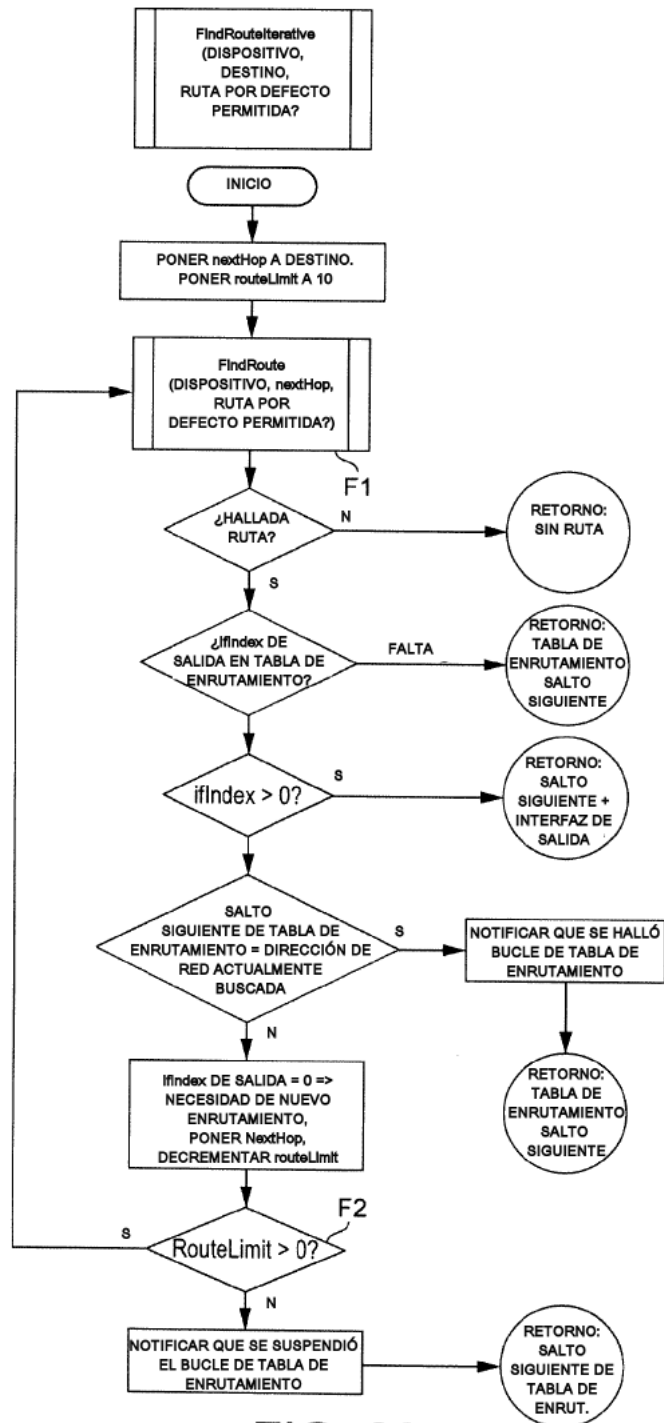 FindRouteIterative
(DISPOSITIVO,
DESTINO,
RUTA POR DEFECTO
PERMITIDA?
INICIO
PONER nextHop A DESTINO.
PONER routeLimit A 10
FindRoute
(DISPOSITIVO, nextHop,
RUTA POR
DEFECTO PERMITIDA?)
F1
¿HALLADA
RUTA?
N
RETORNO:
SIN RUTA
S
¿IfIndex DE
SALIDA EN TABLA DE
ENRUTAMIENTO?
FALTA
RETORNO:
TABLA DE
ENRUTAMIENTO
SALTO
SIGUIENTE
ifIndex > 0?
S
RETORNO:
SALTO
SIGUIENTE +
INTERFAZ DE
SALIDA
SALTO
SIGUIENTE DE TABLA DE
ENRUTAMIENTO = DIRECCIÓN DE
RED ACTUALMENTE
BUSCADA
S
NOTIFICAR QUE SE HALLÓ
BUCLE DE TABLA DE
ENRUTAMIENTO
N
RETORNO:
TABLA DE
ENRUTAMIENTO
SALTO
SIGUIENTE
IfIndex DE SALIDA = 0 =>
NECESIDAD DE NUEVO
ENRUTAMIENTO,
PONER NextHop,
DECREMENTAR routeLimit
F2
S
RouteLimit > 0?
N
NOTIFICAR QUE SE SUSPENDIÓ
EL BUCLE DE TABLA DE
ENRUTAMIENTO
RETORNO:
SALTO
SIGUIENTE DE
TABLA DE
ENRUT.